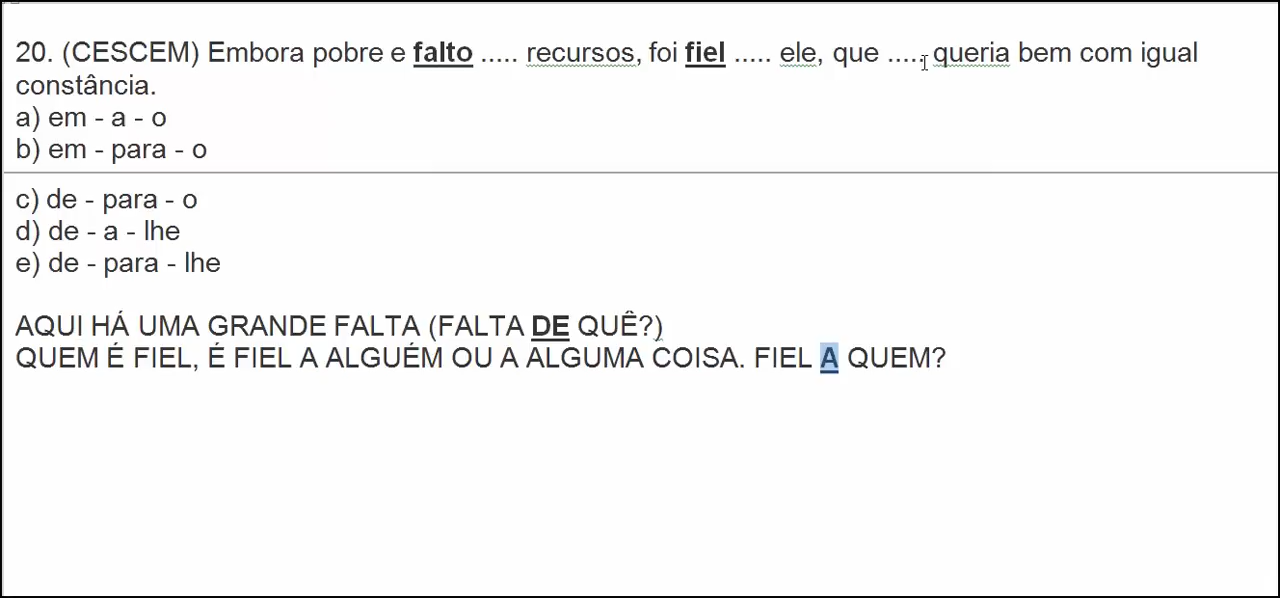 20. (CESCEM) Embora pobre e falto ..... recursos, foi fiel ..... ele, que ..... queria bem com igual
constância.
a) em - a - o
b) em - para - o
c) de - para - o
d) de - a - lhe
e) de - para - lhe
AQUI HÁ UMA GRANDE FALTA (FALTA DE QUÊ?)
QUEM É FIEL, É FIEL A ALGUÉM OU A ALGUMA COISA. FIEL A QUEM?